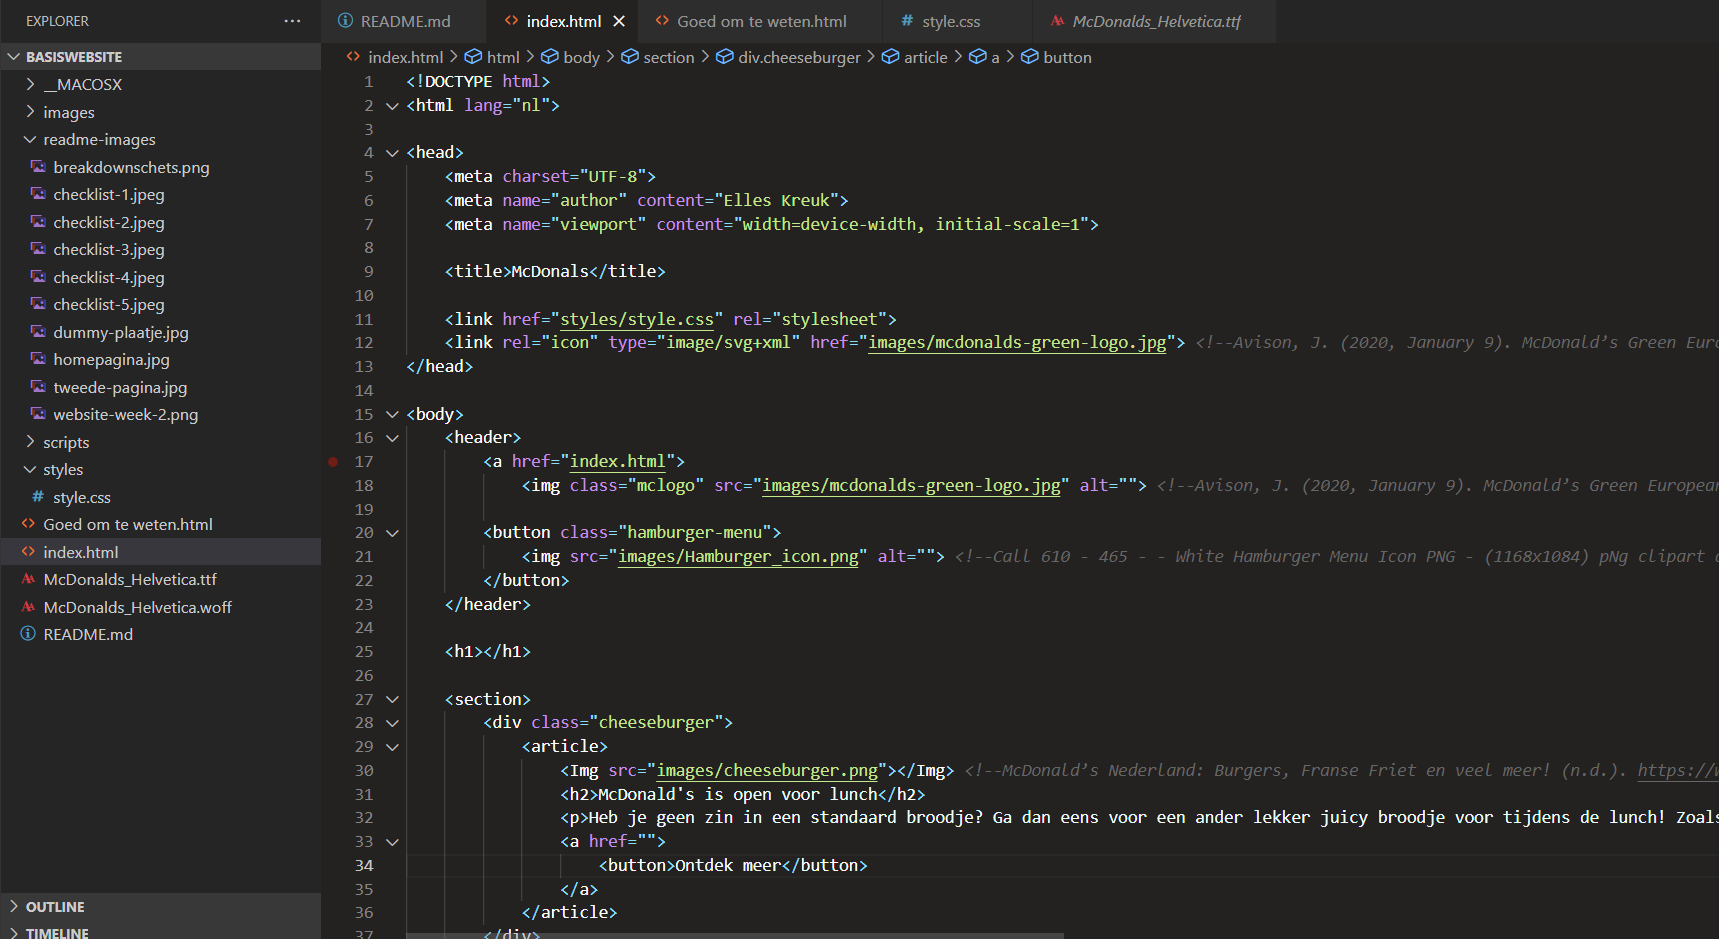 EXPLORER ...
BASISWEBSITE
__MACOSX
images
readme-images
breakdownschets.png
checklist-1.jpeg
checklist-2.jpeg
checklist-3.jpeg
checklist-4.jpeg
checklist-5.jpeg
dummy-plaatje.jpg
homepagina.jpg
tweede-pagina.jpg
website-week-2.png
scripts
styles
# style.css
<> Goed om te weten.html
<> index.html
McDonalds_Helvetica.ttf
McDonalds_Helvetica.woff
README.md
OUTLINE
TIMELINE
README.md <> index.html × <> Goed om te weten.html # style.css McDonalds_Helvetica.ttf
<> index.html > html > body > section > div.cheeseburger > article > a > button
1 <!DOCTYPE html>
2 <html lang="nl">
3
4 <head>
5 <meta charset="UTF-8">
6 <meta name="author" content="Elles Kreuk">
7 <meta name="viewport" content="width=device-width, initial-scale=1">
8
9 <title>McDonals</title>
10
11 <link href="styles/style.css" rel="stylesheet">
12 <link rel="icon" type="image/svg+xml" href="images/mcdonalds-green-logo.jpg"> <!--Avison, J. (2020, January 9). McDonald’s Green Euro
13 </head>
14
15 <body>
16 <header>
17 <a href="index.html">
18 <img class="mclogo" src="images/mcdonalds-green-logo.jpg" alt=""> <!--Avison, J. (2020, January 9). McDonald’s Green European
19
20 <button class="hamburger-menu">
21 <img src="images/Hamburger_icon.png" alt=""> <!--Call 610 - 465 - - White Hamburger Menu Icon PNG - (1168x1084) pNg clipart
22 </button>
23 </header>
24
25 <h1></h1>
26
27 <section>
28 <div class="cheeseburger">
29 <article>
30 <Img src="images/cheeseburger.png"></Img> <!--McDonald’s Nederland: Burgers, Franse Friet en veel meer! (n.d.). https://w
31 <h2>McDonald's is open voor lunch</h2>
32 <p>Heb je geen zin in een standaard broodje? Ga dan eens voor een ander lekker juicy broodje voor tijdens de lunch! Zoals
33 <a href="">
34 <button>Ontdek meer</button>
35 </a>
36 </article>
37 </div>